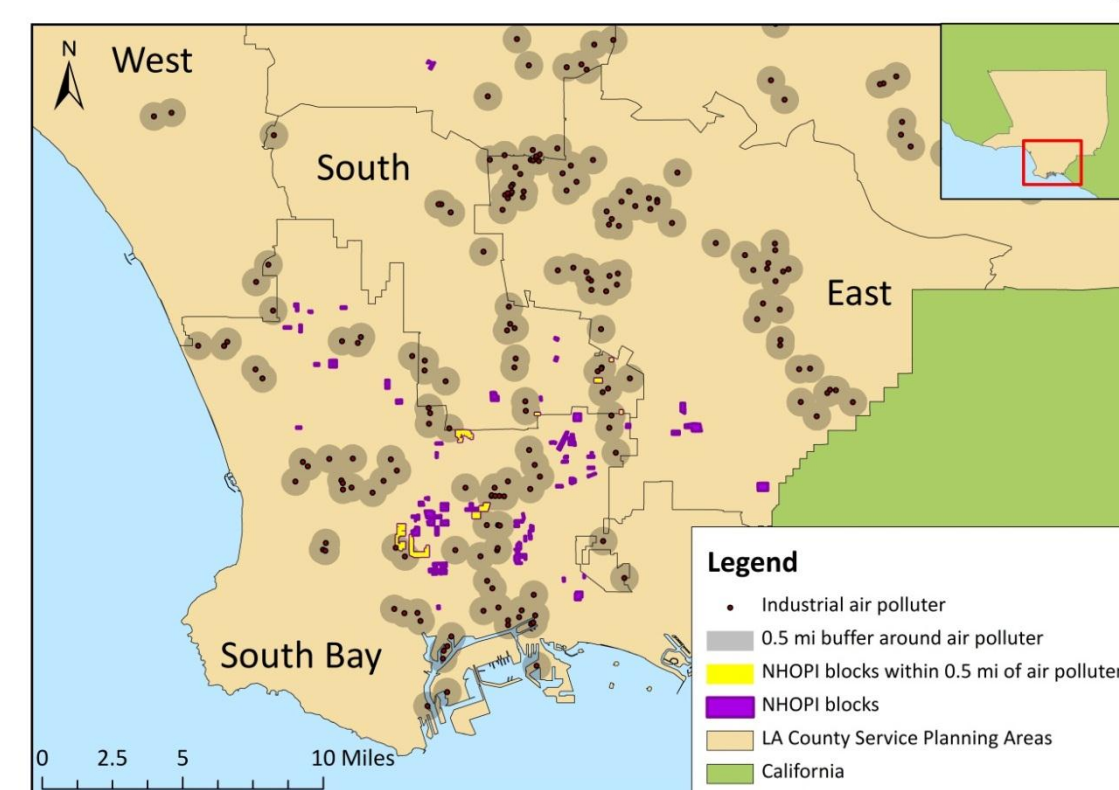 N
West
South
East
South Bay
0 2.5 5 10 Miles
Legend
Industrial air polluter
0.5 mi buffer around air polluter
NHOPI blocks within 0.5 mi of air polluter
NHOPI blocks
LA County Service Planning Areas
California